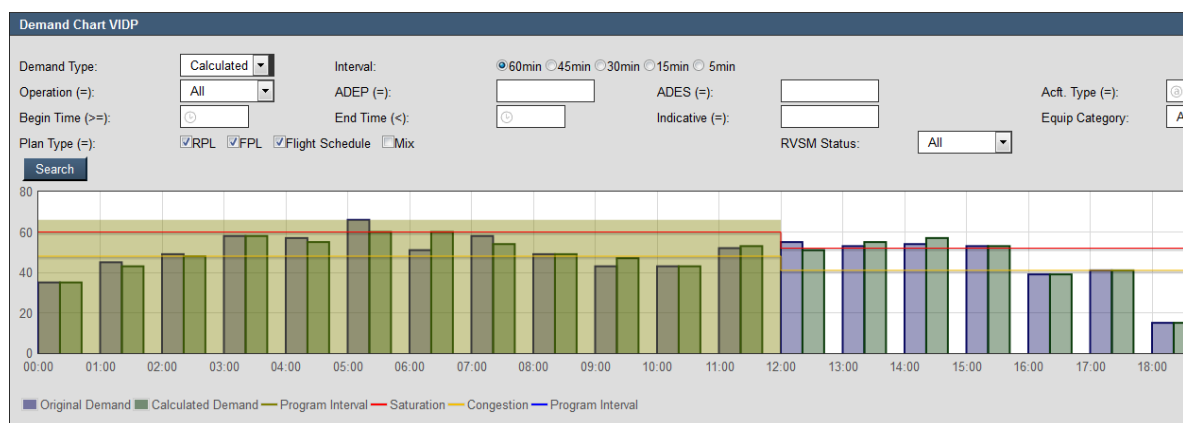 Demand Chart VIDP
Demand Type: Calculated Interval: 60min 45min 30min 15min 5min
Operation (=): All ADEP (=): ADES (=): Acft. Type (=):
Begin Time (>=): End Time (<): Indicative (=): Equip Category: A
Plan Type (=): RPL FPL Flight Schedule Mix RVSM Status: All
Search
80
60
40
20
0
00:00 01:00 02:00 03:00 04:00 05:00 06:00 07:00 08:00 09:00 10:00 11:00 12:00 13:00 14:00 15:00 16:00 17:00 18:00
Original Demand Calculated Demand Program Interval Saturation Congestion Program Interval